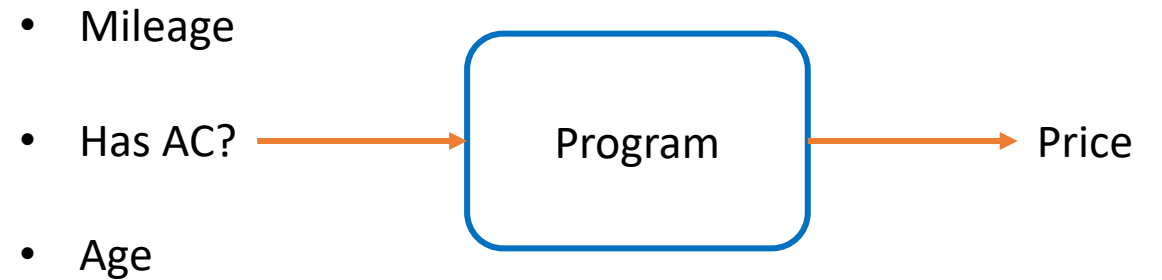 • Mileage
• Has AC?
Program
Price
• Age